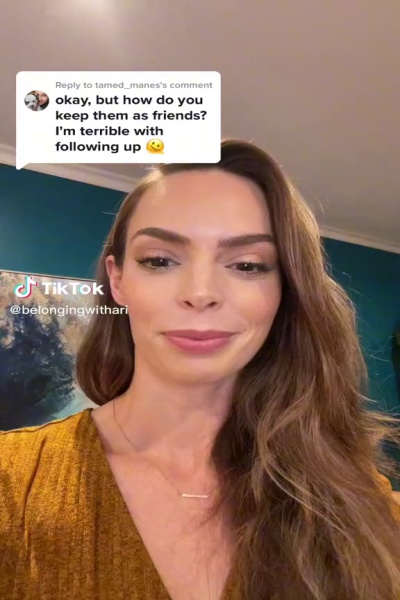 Reply to tamed_manes's comment
okay, but how do you
keep them as friends?
I'm terrible with
following up 🫠
TikTok
@belongingwithari